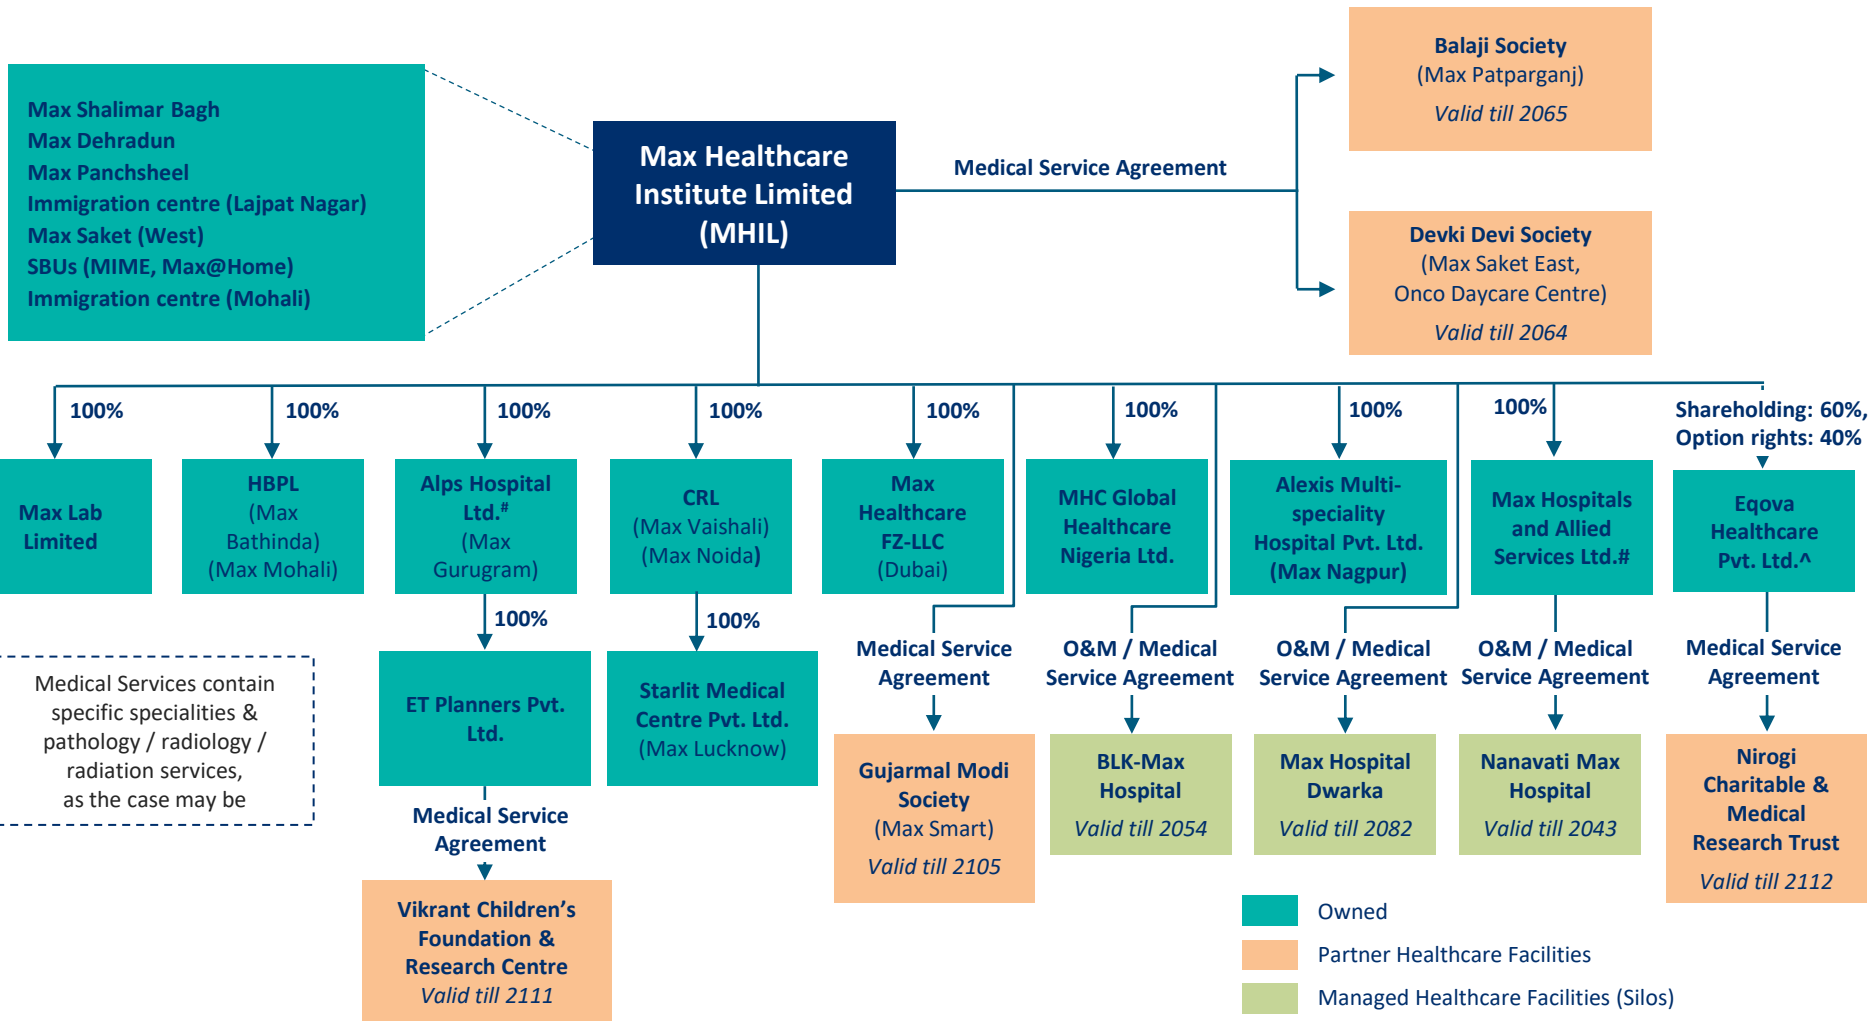 Balaji Society
(Max Patparganj)
Valid till 2065
Max Shalimar Bagh
Max Dehradun
Max Panchsheel
Immigration centre (Lajpat Nagar)
Max Saket (West)
SBUs (MIME, Max@Home)
Immigration centre (Mohali)
Max Healthcare
Institute Limited
(MHIL)
Medical Service Agreement
Devki Devi Society
(Max Saket East,
Onco Daycare Centre)
Valid till 2064
100%
100%
100%
100%
100%
100%
100%
100%
Shareholding: 60%,
Option rights: 40%
Max Lab
Limited
HBPL
(Max
Bathinda)
(Max Mohali)
Alps Hospital
Ltd.#
(Max
Gurugram)
CRL
(Max Vaishali)
(Max Noida)
Max
Healthcare
FZ-LLC
(Dubai)
MHC Global
Healthcare
Nigeria Ltd.
Alexis Multi-
speciality
Hospital Pvt. Ltd.
(Max Nagpur)
Max Hospitals
and Allied
Services Ltd.#
Eqova
Healthcare
Pvt. Ltd.^
100%
100%
Medical Service
Agreement
O&M / Medical
Service Agreement
O&M / Medical
Service Agreement
O&M / Medical
Service Agreement
Medical Service
Agreement
Medical Services contain
specific specialities &
pathology / radiology /
radiation services,
as the case may be
ET Planners Pvt.
Ltd.
Starlit Medical
Centre Pvt. Ltd.
(Max Lucknow)
Gujarmal Modi
Society
(Max Smart)
Valid till 2105
BLK-Max
Hospital
Valid till 2054
Max Hospital
Dwarka
Valid till 2082
Nanavati Max
Hospital
Valid till 2043
Nirogi
Charitable &
Medical
Research Trust
Valid till 2112
Medical Service
Agreement
Vikrant Children’s
Foundation &
Research Centre
Valid till 2111
Owned
Partner Healthcare Facilities
Managed Healthcare Facilities (Silos)